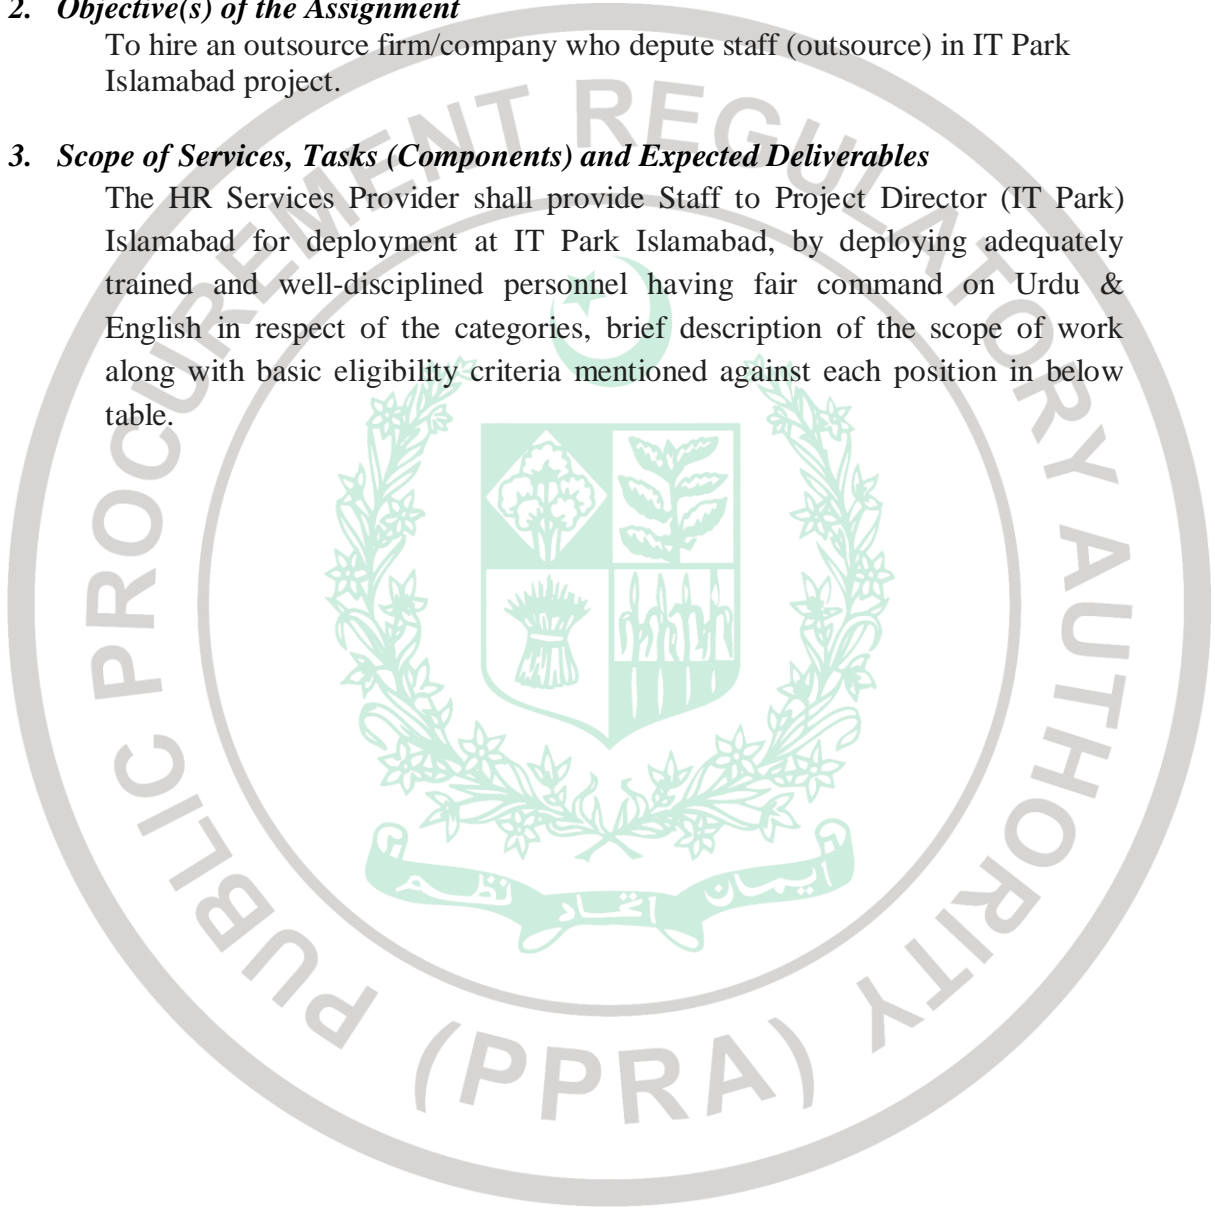 2. Objective(s) of the Assignment
To hire an outsource firm/company who depute staff (outsource) in IT Park
Islamabad project.
3. Scope of Services, Tasks (Components) and Expected Deliverables
The HR Services Provider shall provide Staff to Project Director (IT Park)
Islamabad for deployment at IT Park Islamabad, by deploying adequately
trained and well-disciplined personnel having fair command on Urdu &
English in respect of the categories, brief description of the scope of work
along with basic eligibility criteria mentioned against each position in below
table.
PUBLIC PROCUREMENT REGULATORY AUTHORITY
ایمان اتحاد نظم
(PPRA)